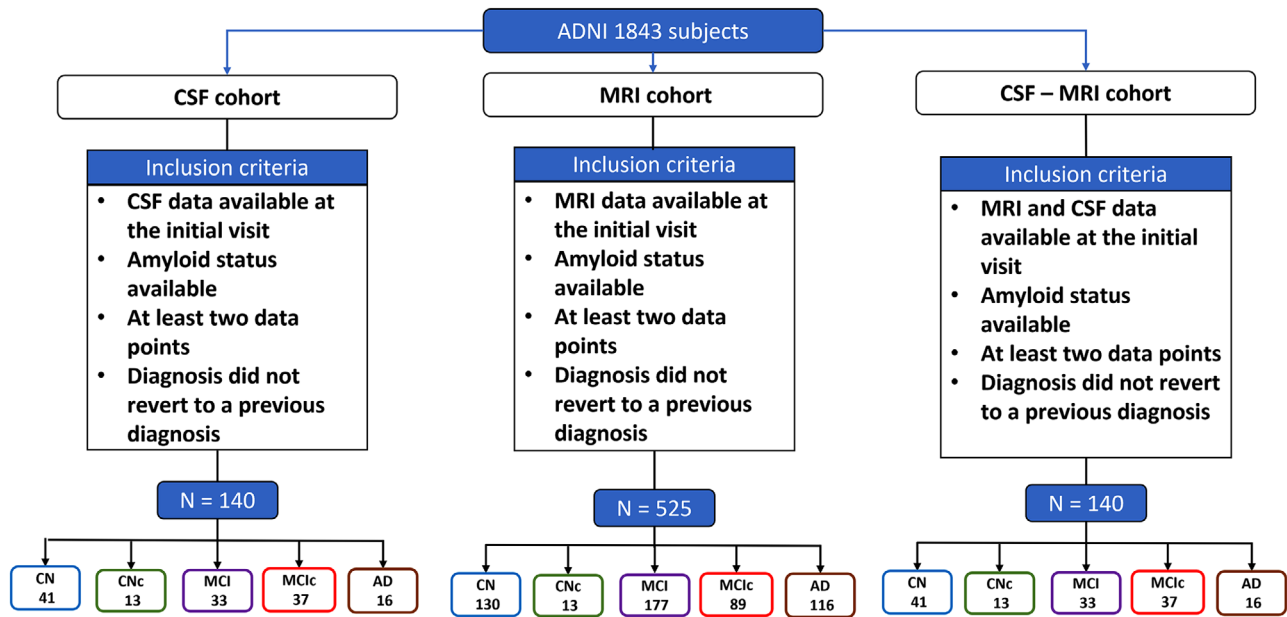 ADNI 1843 subjects
CSF cohort
Inclusion criteria
• CSF data available at
the initial visit
• Amyloid status
available
• At least two data
points
• Diagnosis did not
revert to a previous
diagnosis
N = 140
CN
41
CNc
13
MCI
33
MCIc
37
AD
16
MRI cohort
Inclusion criteria
• MRI data available at
the initial visit
• Amyloid status
available
• At least two data
points
• Diagnosis did not
revert to a previous
diagnosis
N = 525
CN
130
CNc
13
MCI
177
MCIc
89
AD
116
CSF – MRI cohort
Inclusion criteria
• MRI and CSF data
available at the initial
visit
• Amyloid status
available
• At least two data points
• Diagnosis did not revert
to a previous diagnosis
N = 140
CN
41
CNc
13
MCI
33
MCIc
37
AD
16